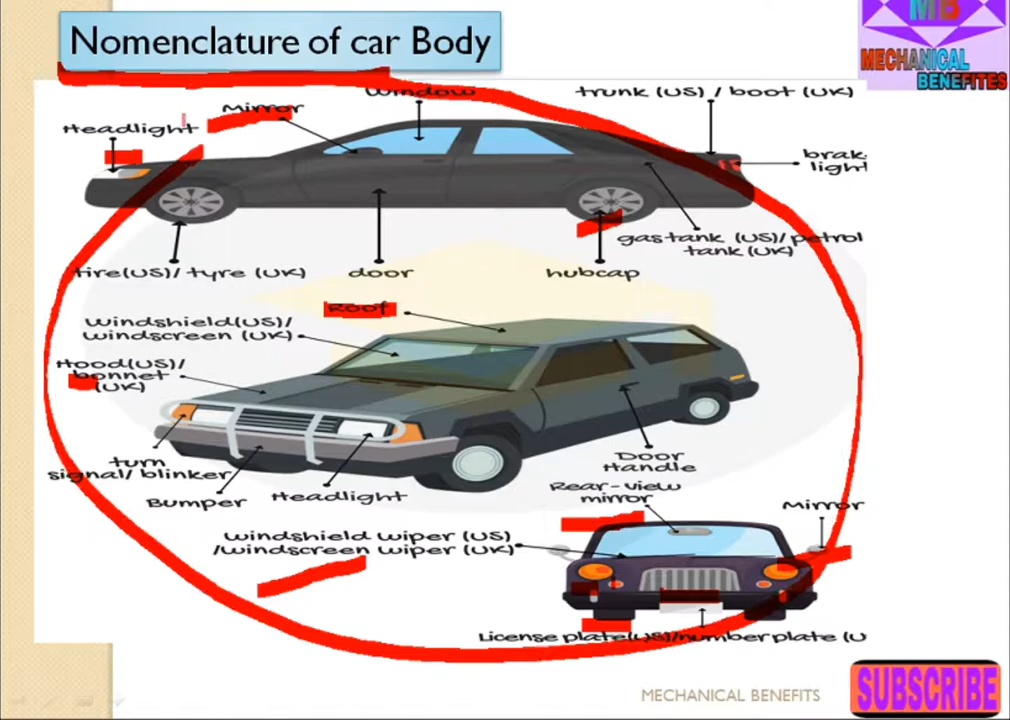 Nomenclature of car Body
MB
MECHANICAL
BENEFITES
Window
trunk (US) / boot (UK)
Mirror
Headlight
brak
light
gas tank (US)/petrol
tank (UK)
tire(US)/ tyre (UK)
door
hubcap
Roof
Windshield(US)/
windscreen (UK)
Hood(US)/
bonnet
(UK)
turn
signal/ blinker
Bumper
Headlight
Door
Handle
Rear-view
mirror
Mirror
windshield wiper (US)
/windscreen wiper (UK)
License plate(US)/number plate (U
MECHANICAL BENEFITS
SUBSCRIBE